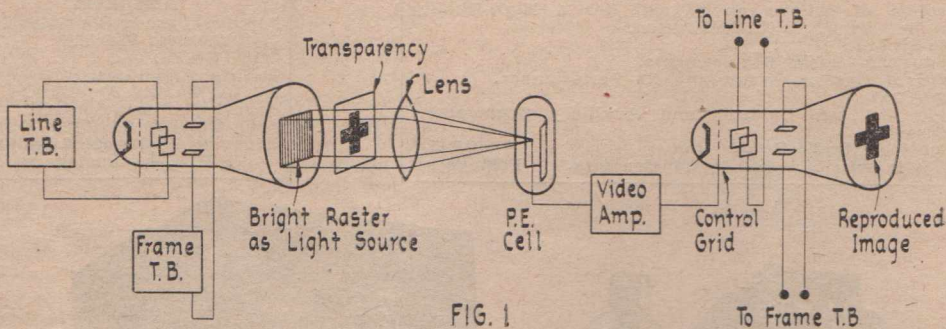 To Line T.B.
Transparency
Lens
Line
T.B.
Bright Raster
as Light Source
P.E.
Cell
Video
Amp.
Control
Grid
Reproduced
Image
Frame
T.B.
FIG. 1
To Frame T.B